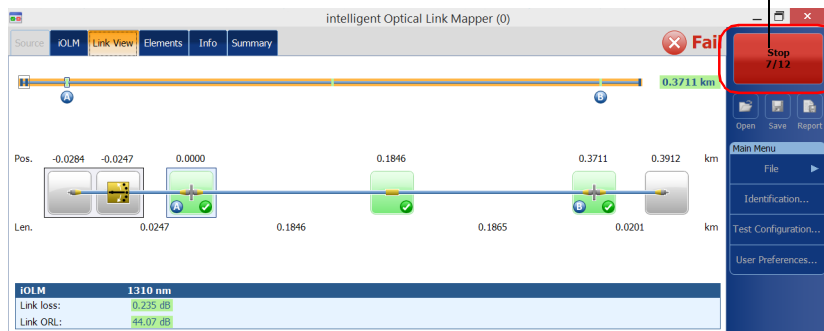 intelligent Optical Link Mapper (0)
Source iOLM Link View Elements Info Summary
Fail
Stop
7/12
0.3711 km
A B
Open Save Report
Main Menu
File
Identification...
Test Configuration...
User Preferences...
Pos. -0.0284 -0.0247 0.0000 0.1846 0.3711 0.3912 km
A B
Len. 0.0247 0.1846 0.1865 0.0201 km
iOLM 1310 nm
Link loss: 0.235 dB
Link ORL: 44.07 dB